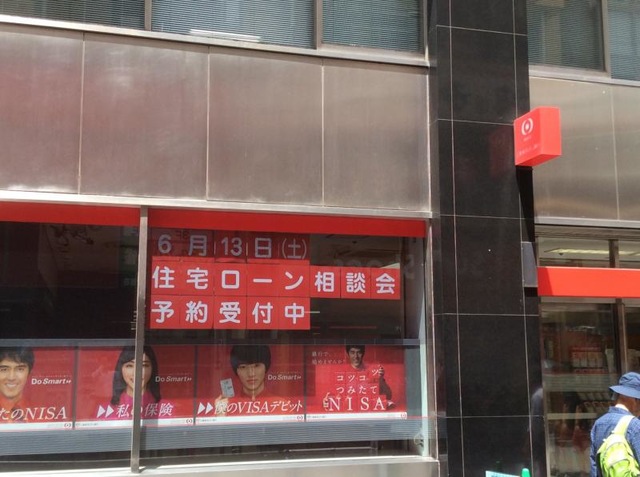 6月13日(土)
住宅ローン相談会
予約受付中
Do Smart
たのNISA
Do Smart
私の保険
Do Smart
僕のVISAデビット
コツコツ
つみたて
NISA